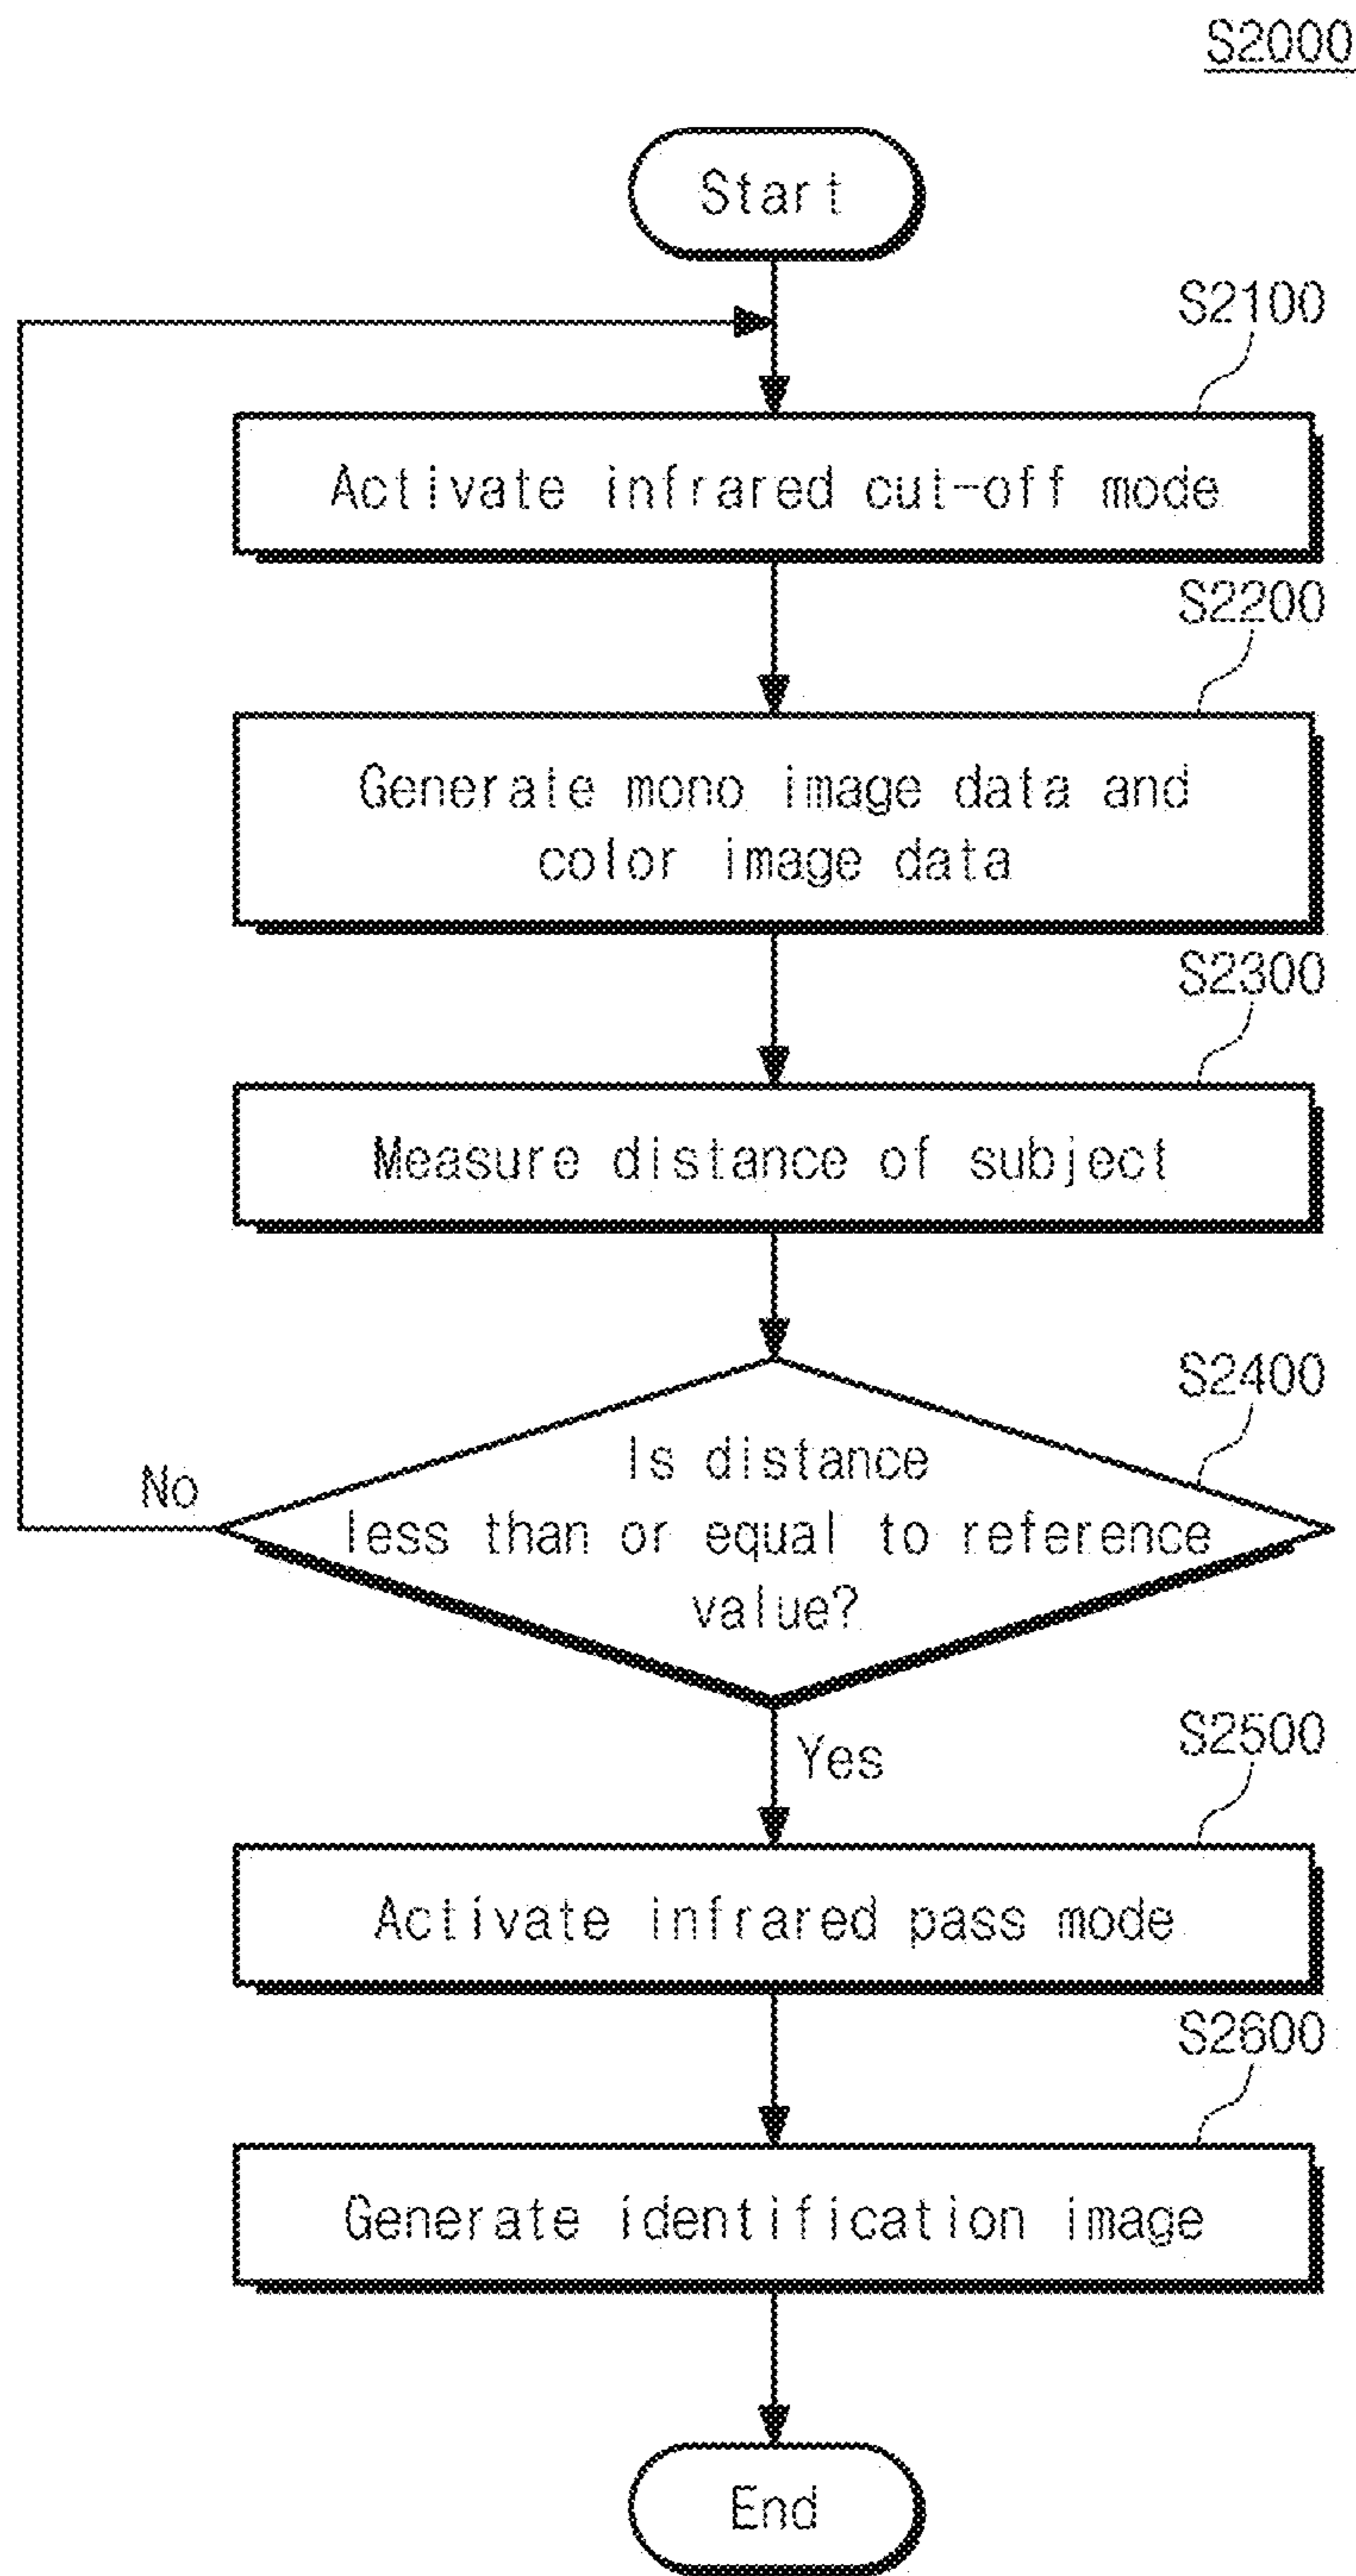 S2000
Start
S2100
Activate infrared cut-off mode
S2200
Generate mono image data and
color image data
S2300
Measure distance of subject
S2400
Is distance
less than or equal to reference
value?
No
Yes
S2500
Activate infrared pass mode
S2600
Generate identification image
End